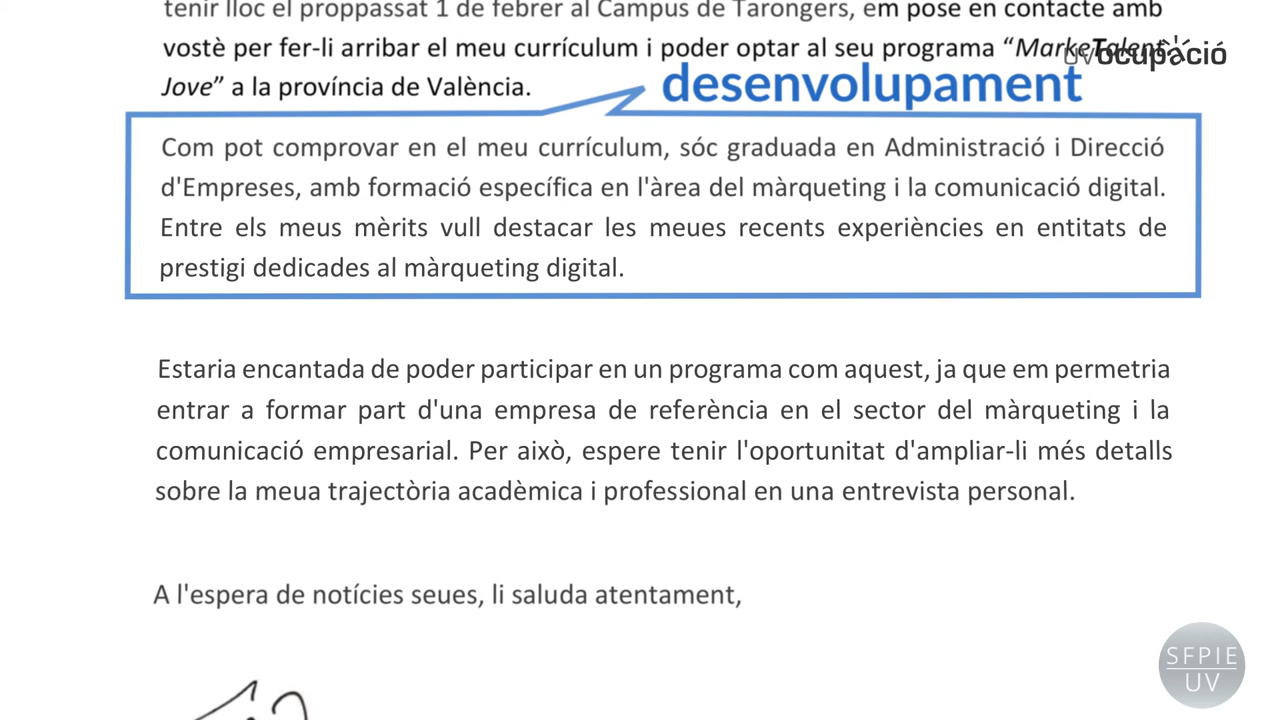 tenir lloc el proppassat 1 de febrer al Campus de Tarongers, em pose en contacte amb
vostè per fer-li arribar el meu currículum i poder optar al seu programa “MarkeTalent
uvocupació
Jove” a la província de València.
desenvolupament
Com pot comprovar en el meu currículum, sóc graduada en Administració i Direcció
d'Empreses, amb formació específica en l'àrea del màrqueting i la comunicació digital.
Entre els meus mèrits vull destacar les meues recents experiències en entitats de
prestigi dedicades al màrqueting digital.
Estaria encantada de poder participar en un programa com aquest, ja que em permetria
entrar a formar part d'una empresa de referència en el sector del màrqueting i la
comunicació empresarial. Per això, espere tenir l'oportunitat d'ampliar-li més detalls
sobre la meua trajectòria acadèmica i professional en una entrevista personal.
A l'espera de notícies seues, li saluda atentament,
SFPIE
UV